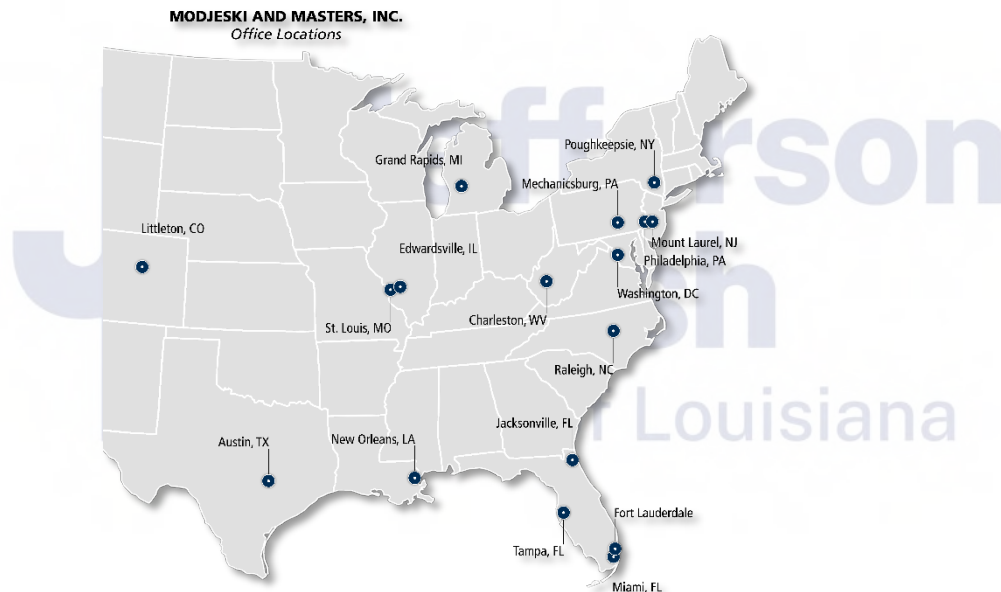 MODJESKI AND MASTERS, INC.
Office Locations
Jefferson
Parish
Louisiana
Poughkeepsie, NY
Grand Rapids, MI
Mechanicsburg, PA
Littleton, CO
Edwardsville, IL
Mount Laurel, NJ
Philadelphia, PA
Washington, DC
St. Louis, MO
Charleston, WV
Raleigh, NC
Jacksonville, FL
Austin, TX
New Orleans, LA
Fort Lauderdale
Tampa, FL
Miami, FL